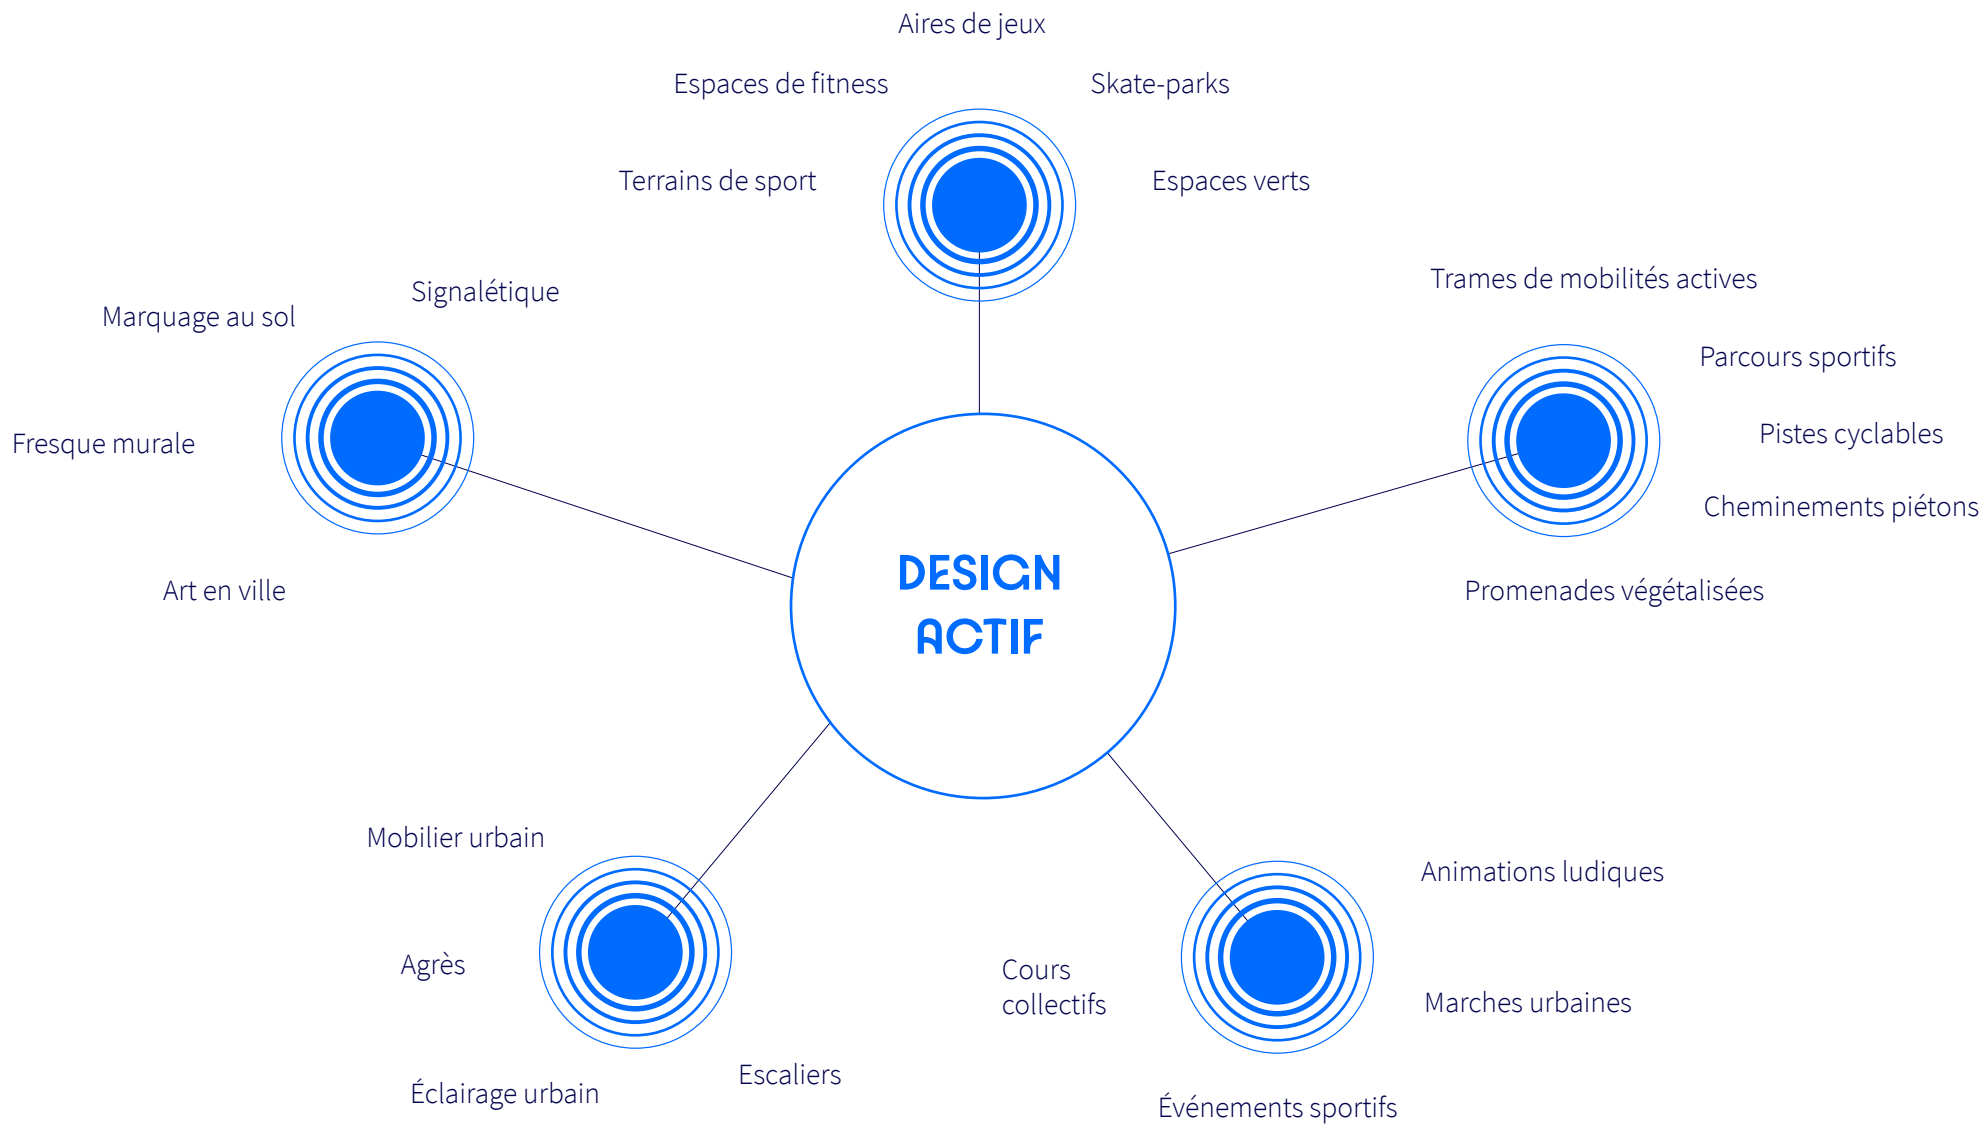 Aires de jeux
Espaces de fitness
Skate-parks
Terrains de sport
Espaces verts
Signalétique
Marquage au sol
Fresque murale
Art en ville
Trames de mobilités actives
Parcours sportifs
Pistes cyclables
Cheminements piétons
Promenades végétalisées
DESIGN
ACTIF
Mobilier urbain
Agrès
Éclairage urbain
Escaliers
Animations ludiques
Cours
collectifs
Marches urbaines
Événements sportifs